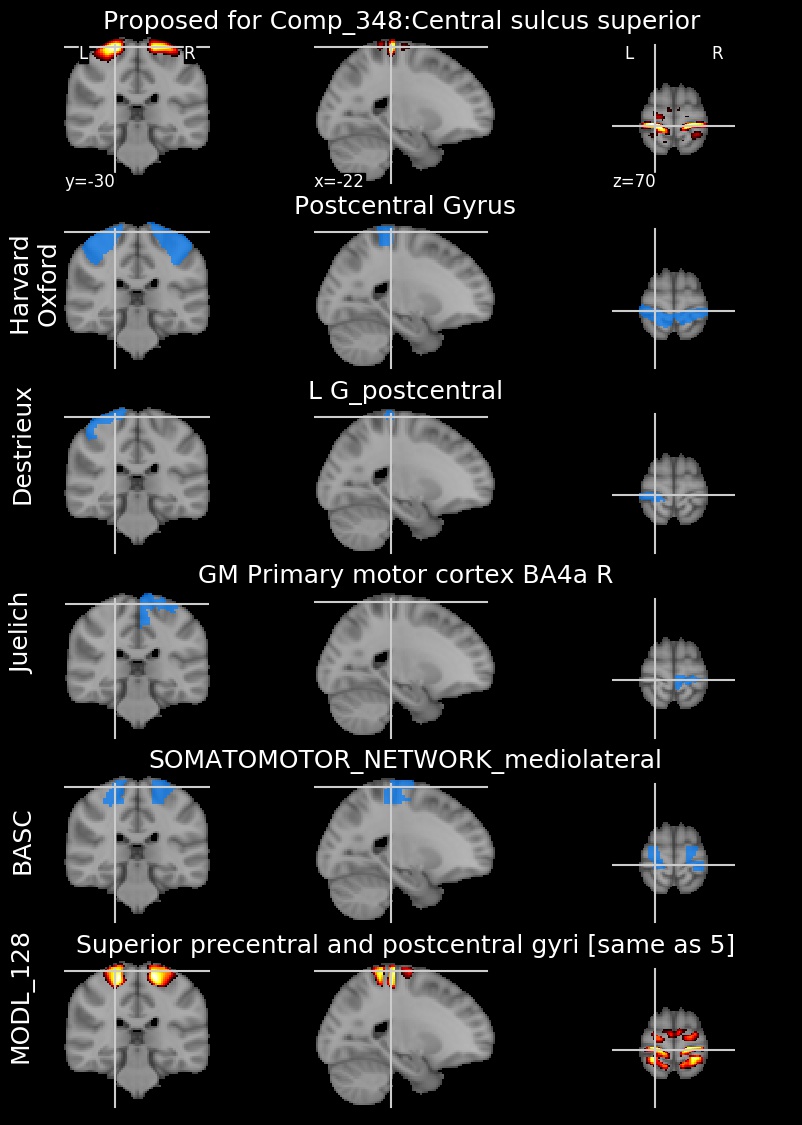 Proposed for Comp_348:Central sulcus superior
L R
L R
y=-30
x=-22
z=70
Postcentral Gyrus
Harvard
Oxford
L G_postcentral
Destrieux
GM Primary motor cortex BA4a R
Juelich
SOMATOMOTOR_NETWORK_mediolateral
BASC
Superior precentral and postcentral gyri [same as 5]
MODL_128